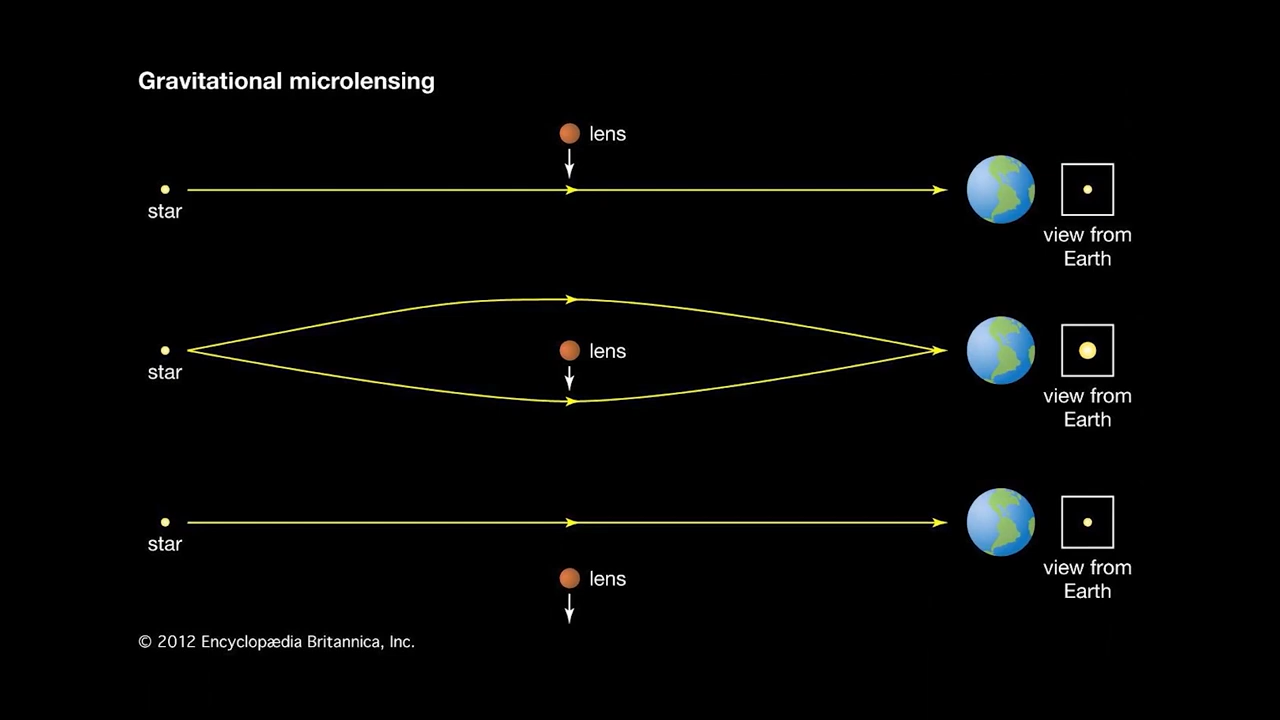 Gravitational microlensing
lens
star
view from
Earth
lens
star
view from
Earth
star
lens
view from
Earth
© 2012 Encyclopædia Britannica, Inc.